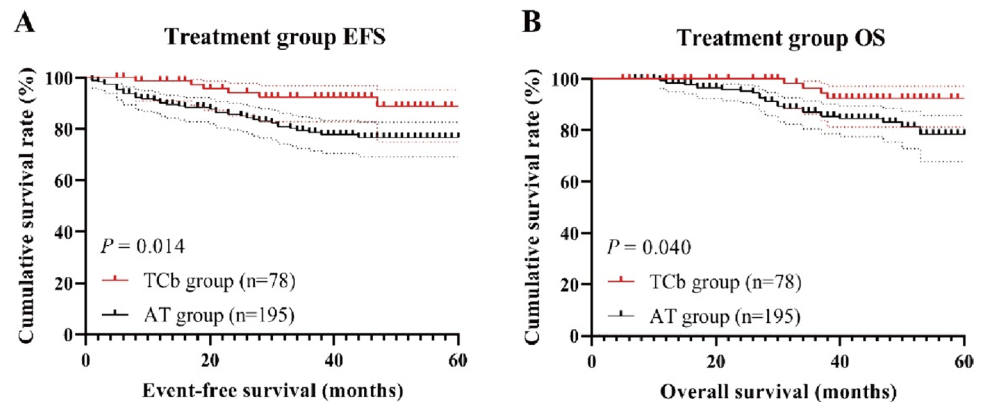 A
Treatment group EFS
Cumulative survival rate (%)
100
80
60
40
20
0
P = 0.014
TCb group (n=78)
AT group (n=195)
0 20 40 60
Event-free survival (months)
B
Treatment group OS
Cumulative survival rate (%)
100
80
60
40
20
0
P = 0.040
TCb group (n=78)
AT group (n=195)
0 20 40 60
Overall survival (months)